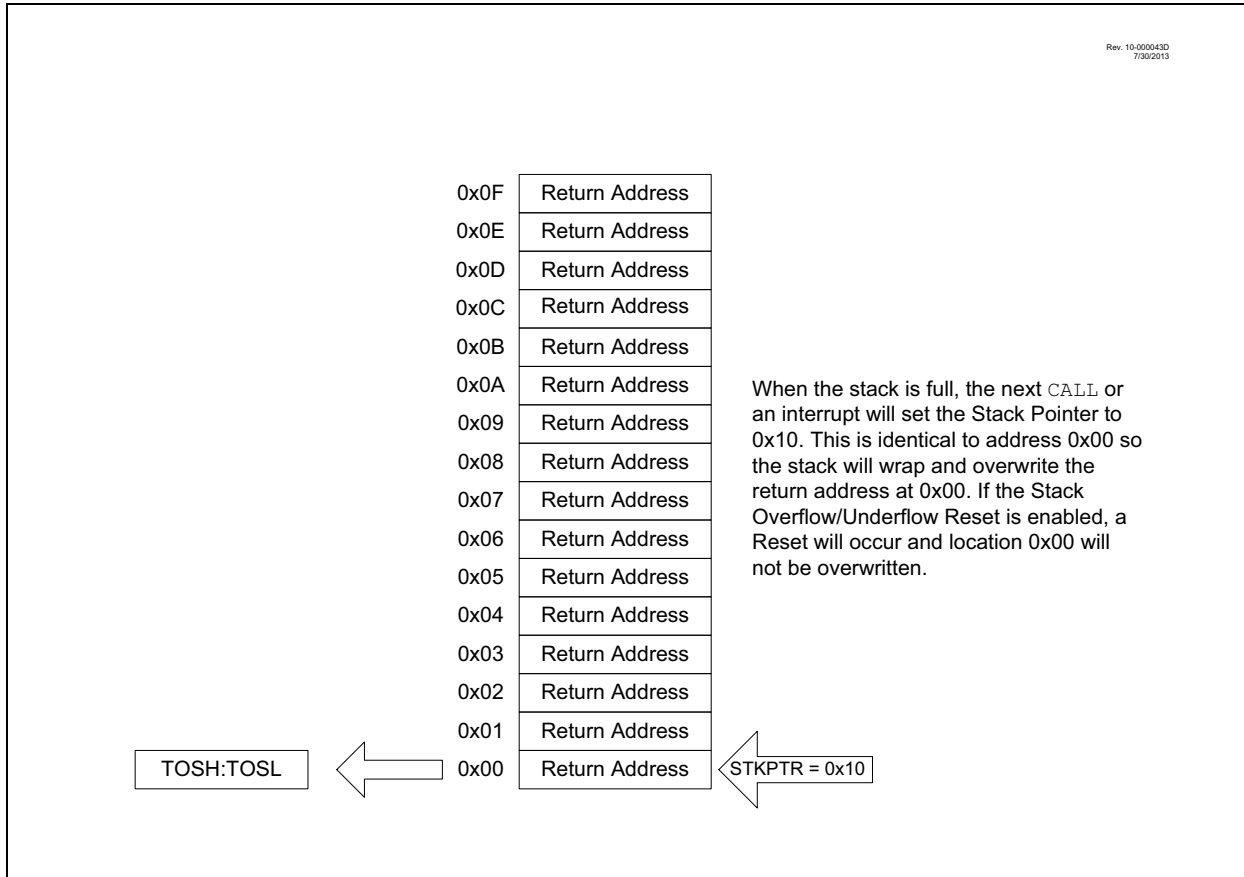 Rev. 10-000043D
7/30/2013
0x0F Return Address
0x0E Return Address
0x0D Return Address
0x0C Return Address
0x0B Return Address
0x0A Return Address
0x09 Return Address
0x08 Return Address
0x07 Return Address
0x06 Return Address
0x05 Return Address
0x04 Return Address
0x03 Return Address
0x02 Return Address
0x01 Return Address
TOSH:TOSL 0x00 Return Address STKPTR = 0x10
When the stack is full, the next CALL or
an interrupt will set the Stack Pointer to
0x10. This is identical to address 0x00 so
the stack will wrap and overwrite the
return address at 0x00. If the Stack
Overflow/Underflow Reset is enabled, a
Reset will occur and location 0x00 will
not be overwritten.